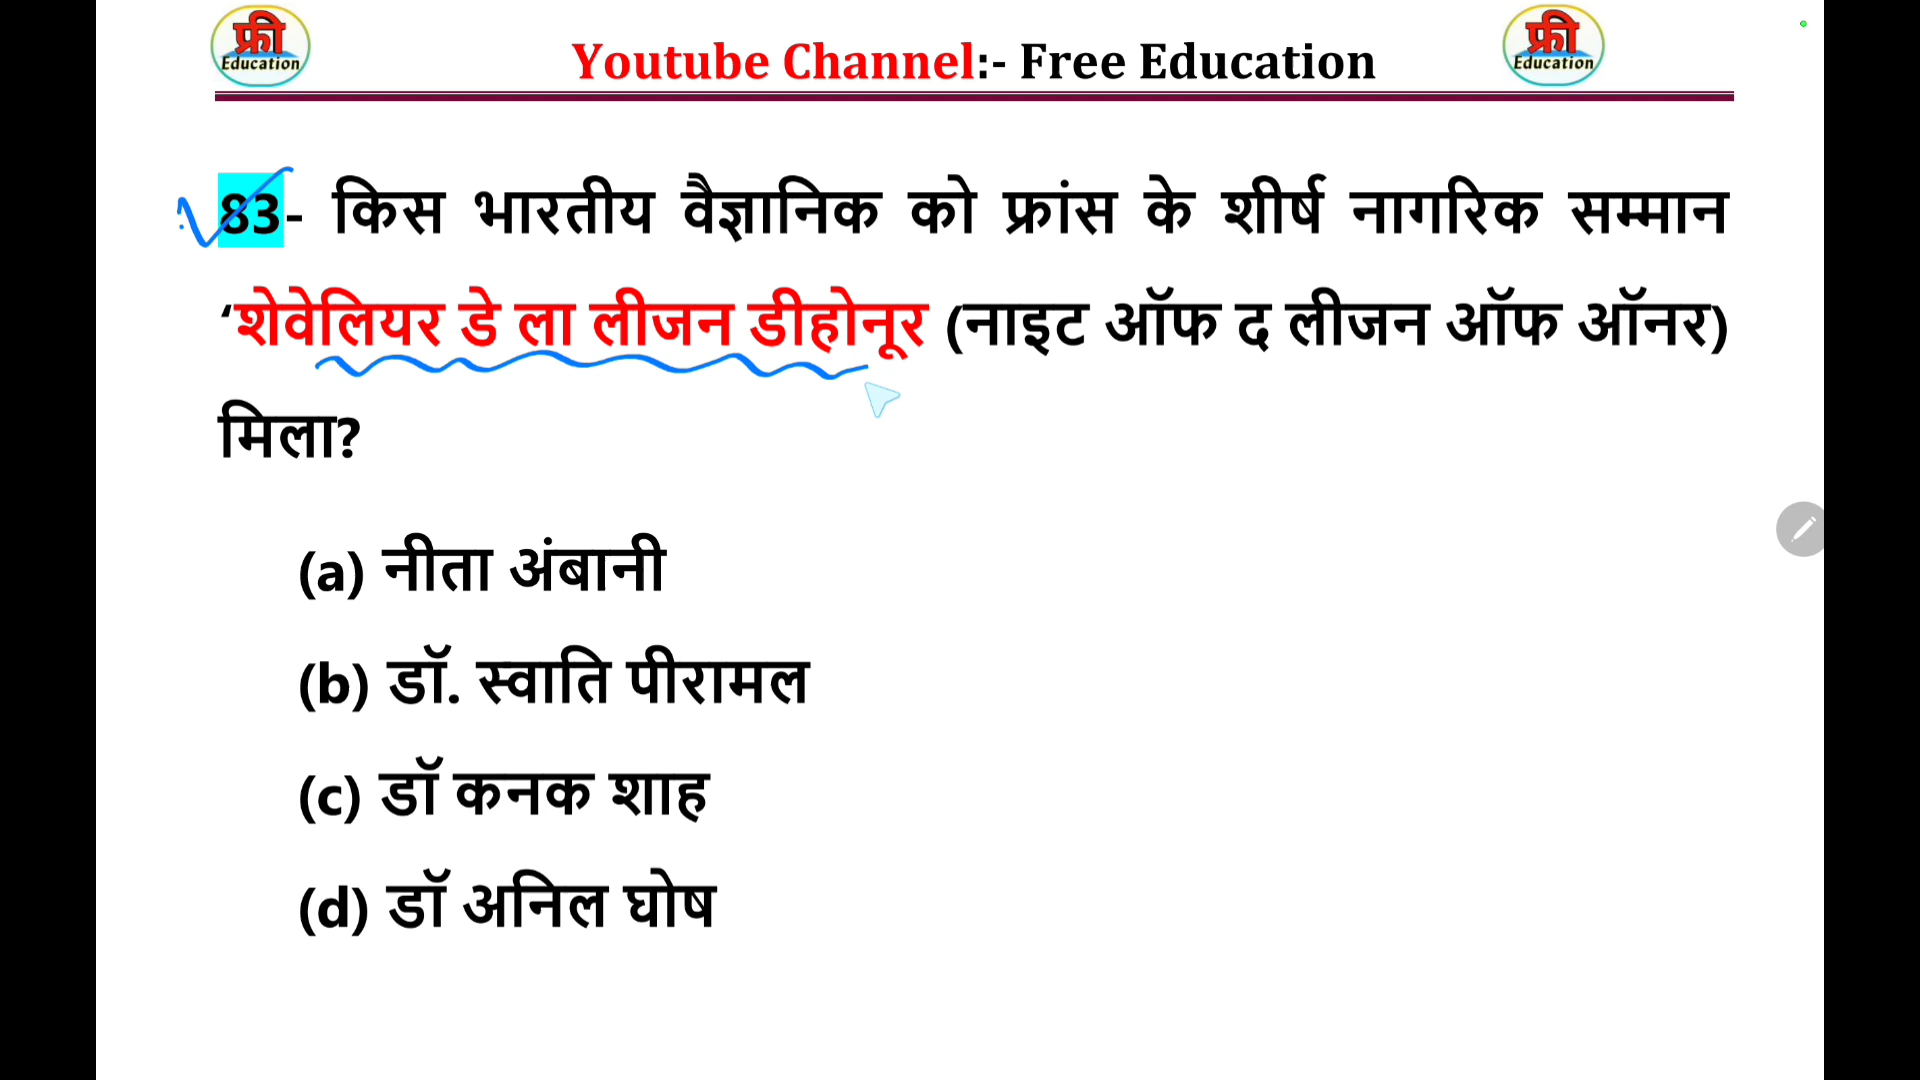 फ्री
Education
Youtube Channel:- Free Education
फ्री
Education
83- किस भारतीय वैज्ञानिक को फ्रांस के शीर्ष नागरिक सम्मान
‘शेवेलियर डे ला लीजन डीहोनूर (नाइट ऑफ द लीजन ऑफ ऑनर)
मिला?
(a) नीता अंबानी
(b) डॉ. स्वाति पीरामल
(c) डॉ कनक शाह
(d) डॉ अनिल घोष